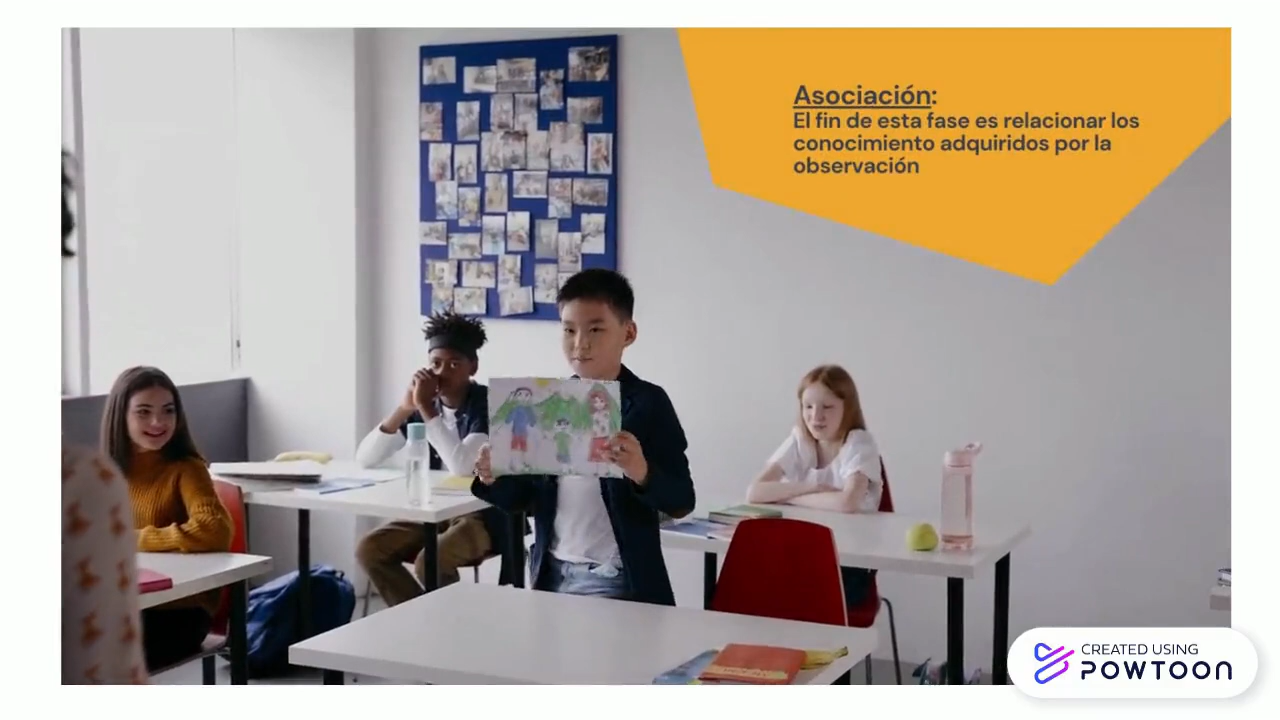 Asociación:
El fin de esta fase es relacionar los
conocimiento adquiridos por la
observación
CREATED USING
POWTOON